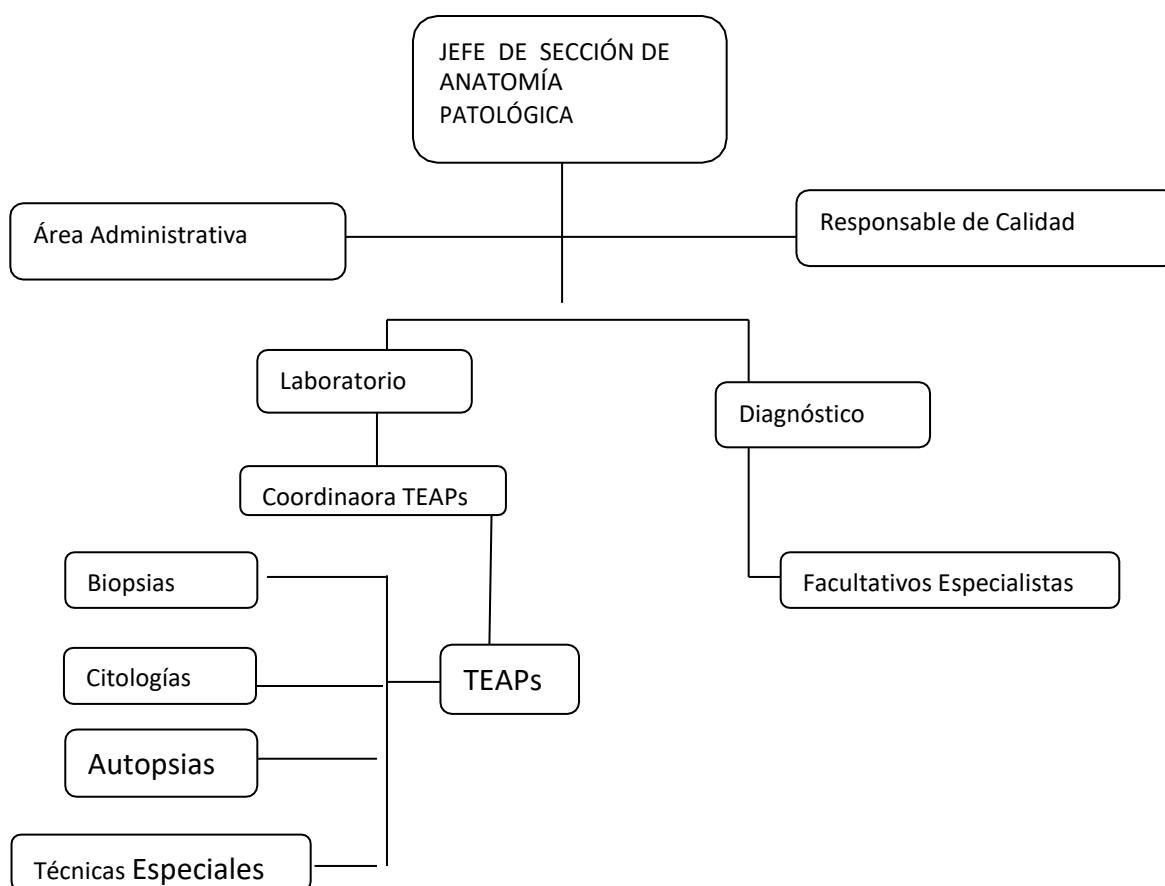 JEFE DE SECCIÓN DE
ANATOMÍA
PATOLÓGICA
Área Administrativa
Responsable de Calidad
Laboratorio
Diagnóstico
Coordinaora TEAPs
Biopsias
Facultativos Especialistas
Citologías
TEAPs
Autopsias
Técnicas Especiales